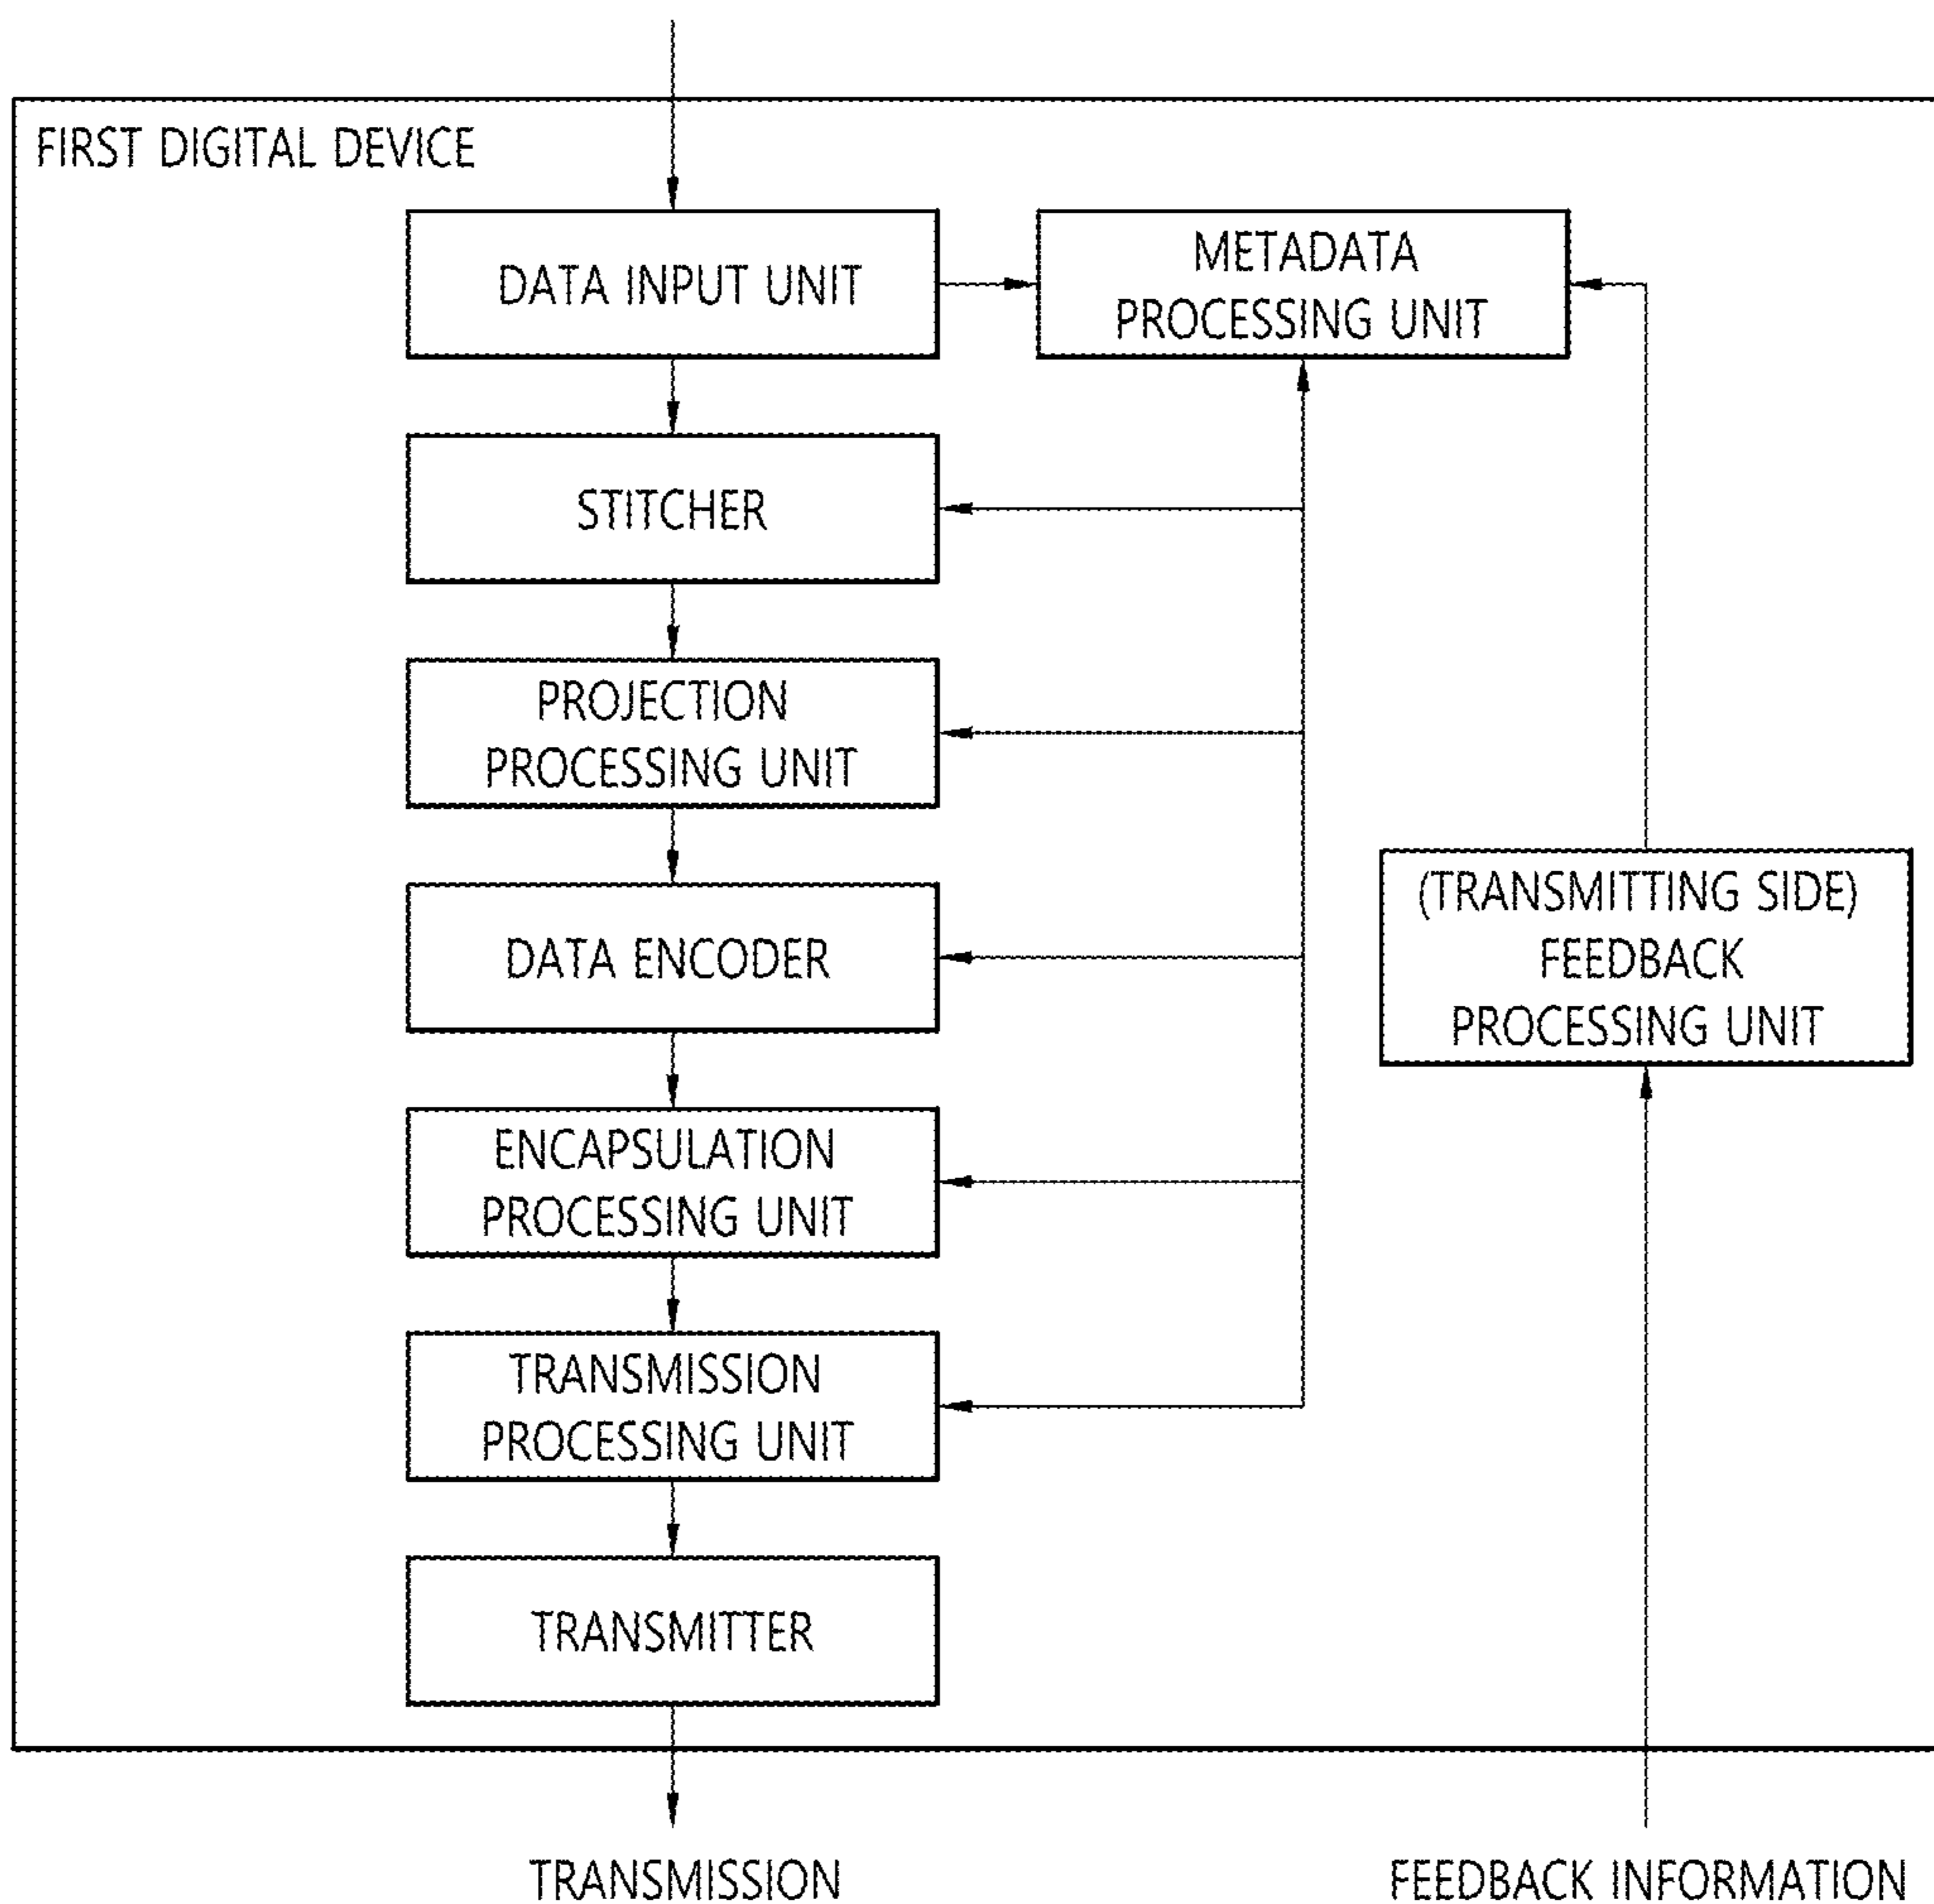 FIRST DIGITAL DEVICE
DATA INPUT UNIT
METADATA
PROCESSING UNIT
STITCHER
PROJECTION
PROCESSING UNIT
DATA ENCODER
(TRANSMITTING SIDE)
FEEDBACK
PROCESSING UNIT
ENCAPSULATION
PROCESSING UNIT
TRANSMISSION
PROCESSING UNIT
TRANSMITTER
TRANSMISSION
FEEDBACK INFORMATION